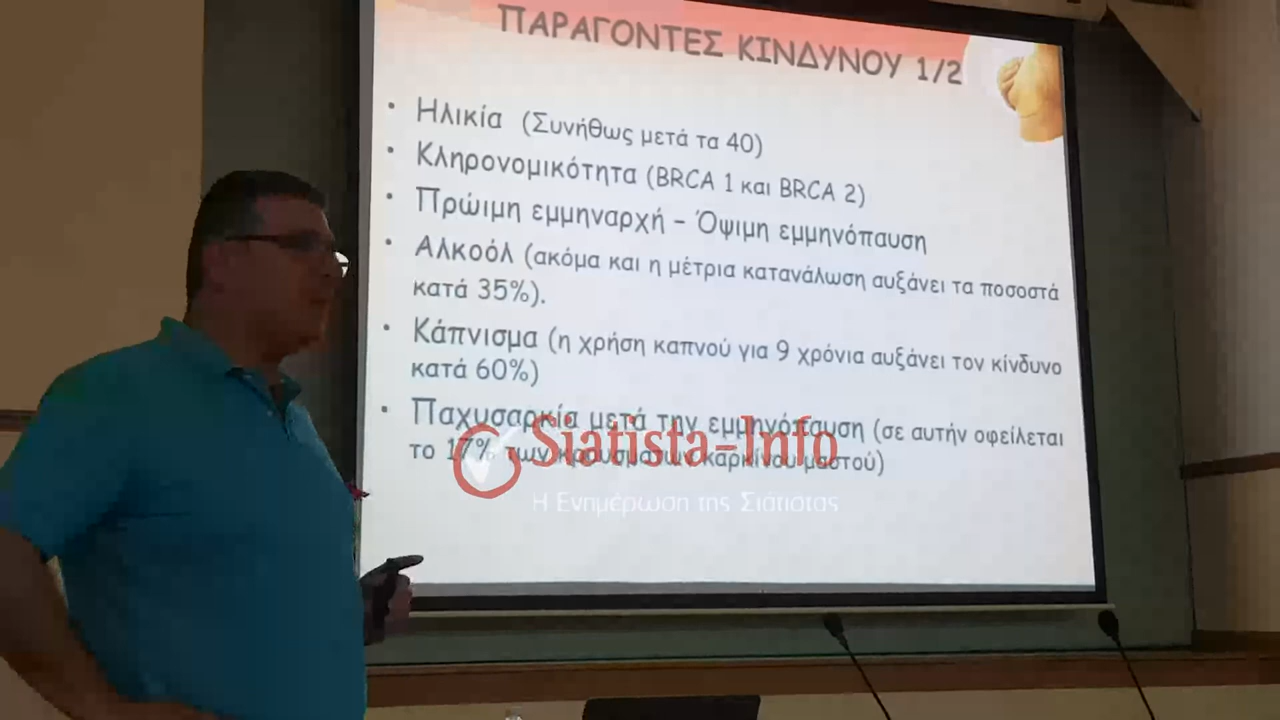 ΠΑΡΑΓΟΝΤΕΣ ΚΙΝΔΥΝΟΥ 1/2
• Ηλικία (Συνήθως μετά τα 40)
• Κληρονομικότητα (BRCA 1 και BRCA 2)
• Πρώιμη εμμηναρχή – Όψιμη εμμηνόπαυση
• Αλκοόλ (ακόμα και η μέτρια κατανάλωση αυξάνει τα ποσοστά
κατά 35%).
• Κάπνισμα (η χρήση καπνού για 9 χρόνια αυξάνει τον κίνδυνο
κατά 60%)
• Παχυσαρκία μετά την εμμηνόπαυση (σε αυτήν οφείλεται
το 17% των κρουσμάτων καρκίνου μαστού)
Siatista-Info
Η Ενημέρωση της Σιάτιστας